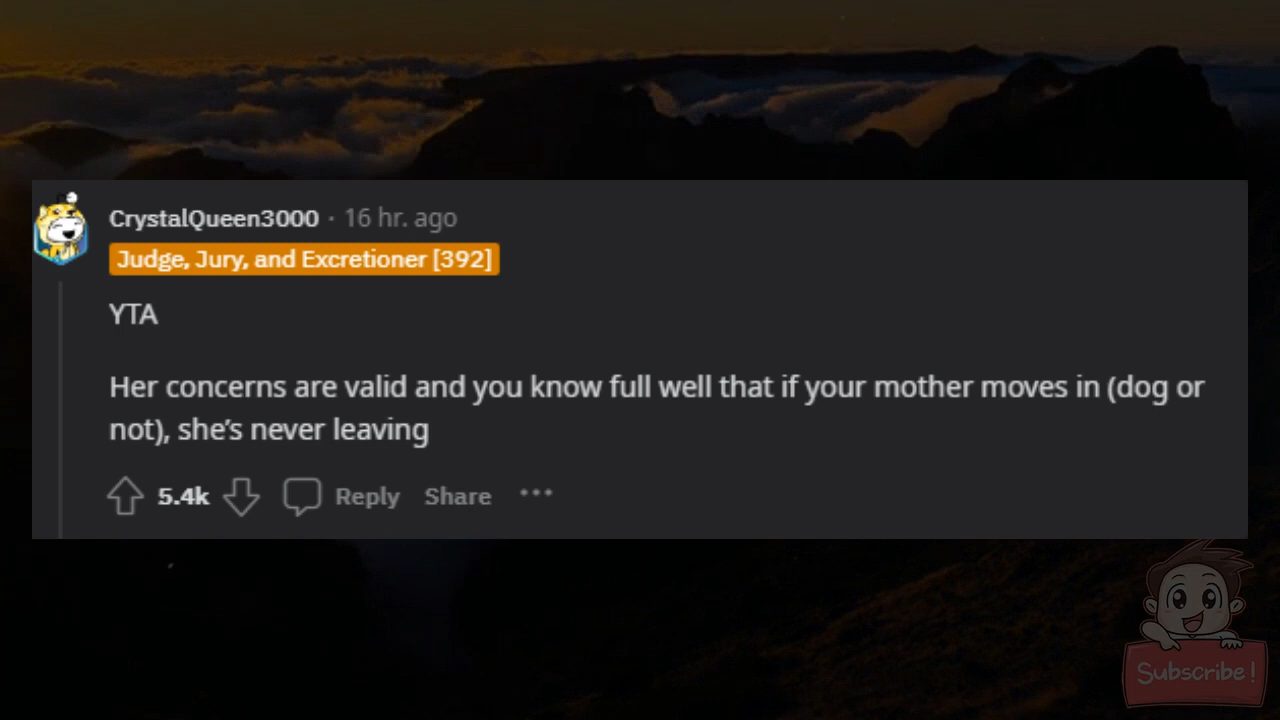 CrystalQueen3000 · 16 hr. ago
Judge, Jury, and Excretioner [392]
YTA
Her concerns are valid and you know full well that if your mother moves in (dog or
not), she’s never leaving
5.4k Reply Share ...
Subscribe!